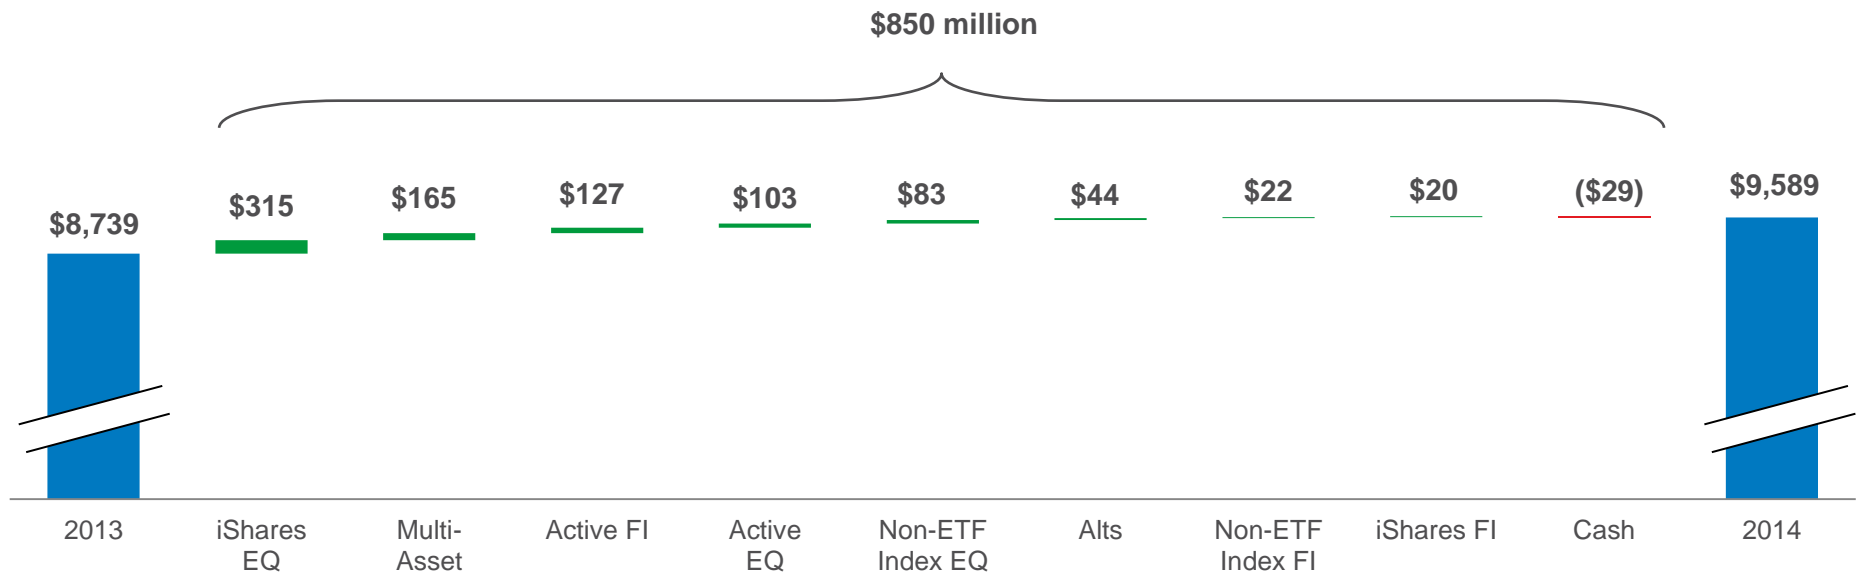 $850 million
$8,739
$315
$165
$127
$103
$83
$44
$22
$20
($29)
$9,589
2013
iShares
EQ
Multi-
Asset
Active FI
Active
EQ
Non-ETF
Index EQ
Alts
Non-ETF
Index FI
iShares FI
Cash
2014